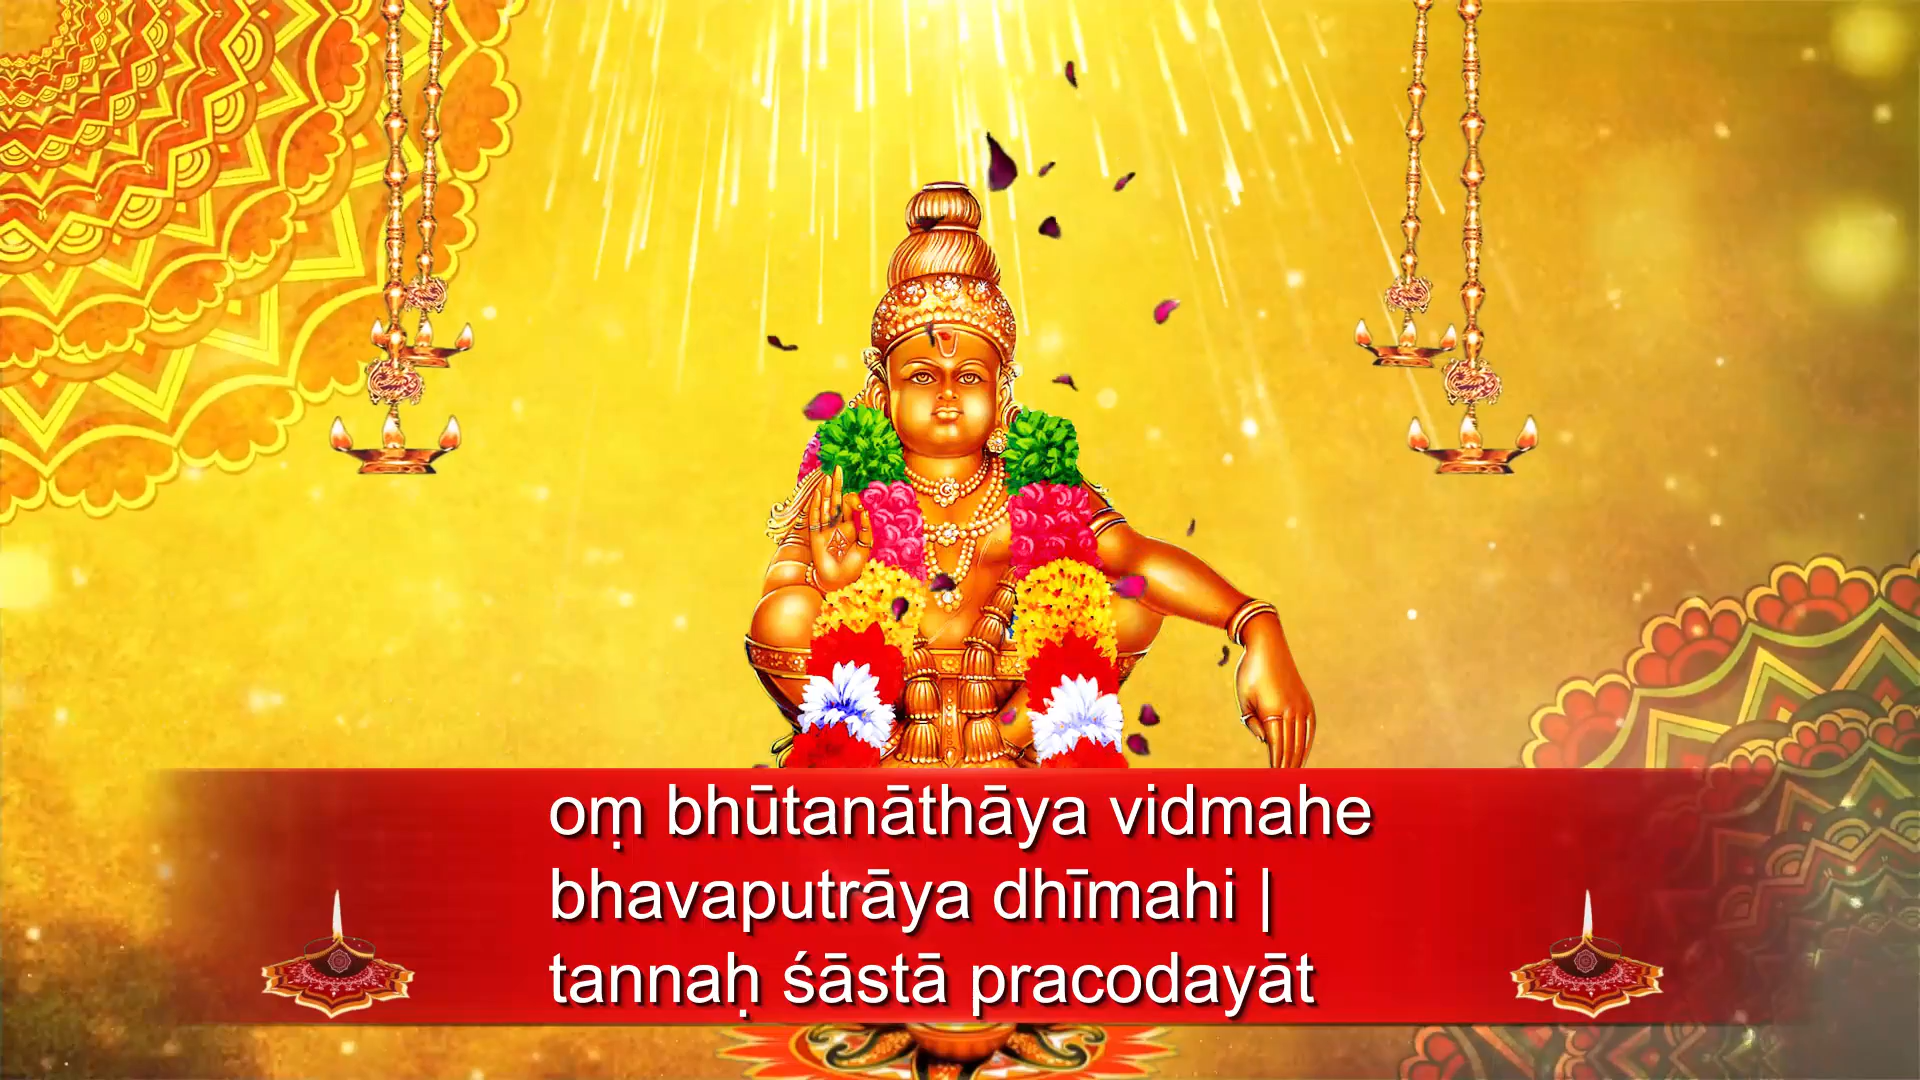 oṃ bhūtanāthāya vidmahe
bhavaputrāya dhīmahi |
tannaḥ śāstā pracodayāt